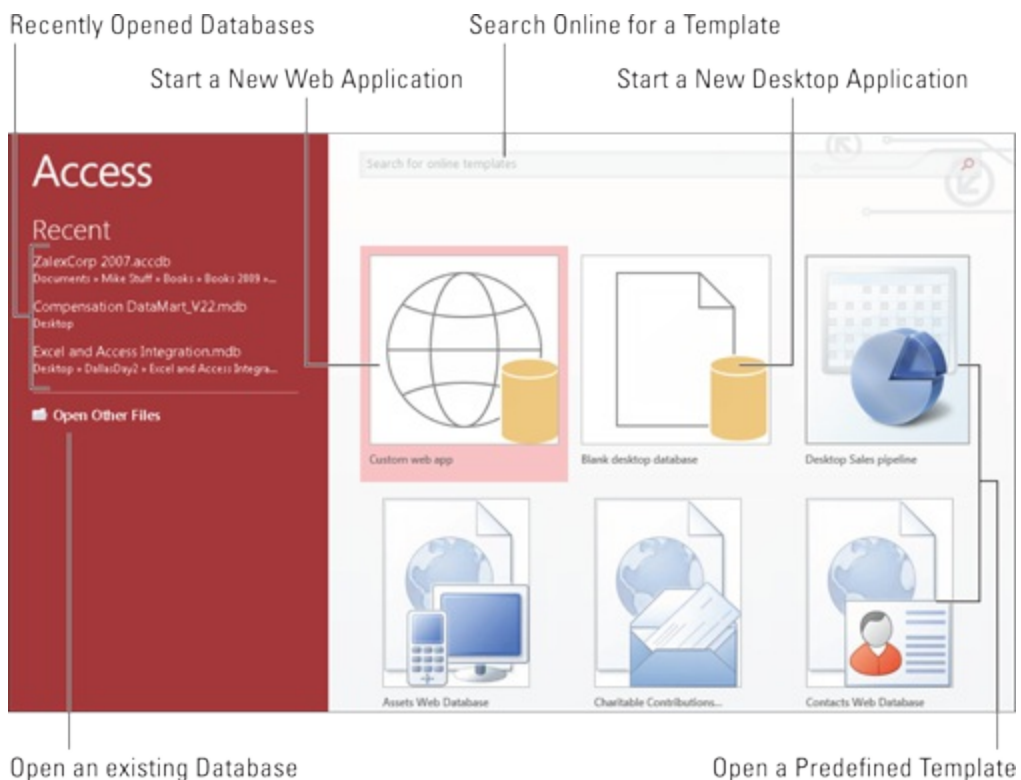 Recently Opened Databases
Search Online for a Template
Start a New Web Application
Start a New Desktop Application
Access
Search for online templates
Recent
ZalexCorp 2007.accdb
Documents » Mike Stuff » Books » Books 2009 »...
Compensation DataMart_V22.mdb
Desktop
Excel and Access Integration.mdb
Desktop » DallasDay2 » Excel and Access Integra...
Open Other Files
Custom web app
Blank desktop database
Desktop Sales pipeline
Assets Web Database
Charitable Contributions...
Contacts Web Database
Open an existing Database
Open a Predefined Template